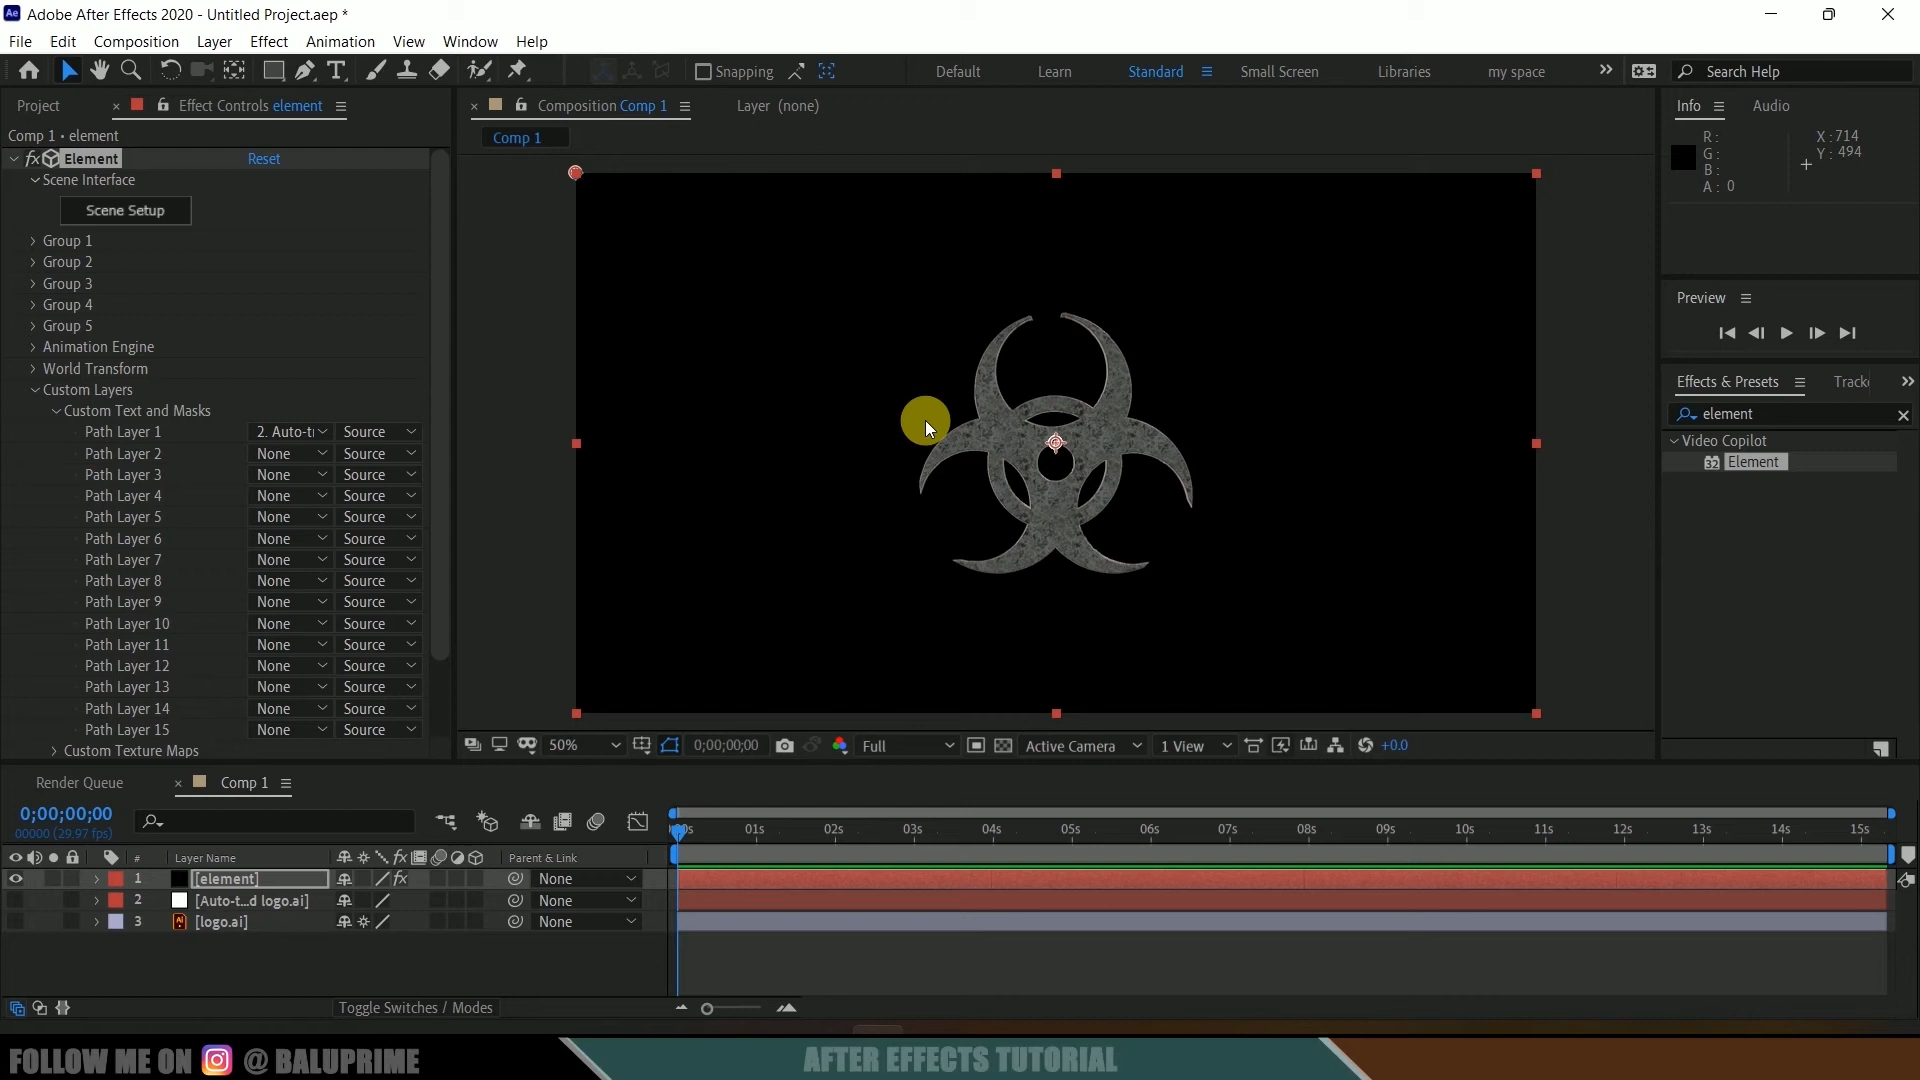 Adobe After Effects 2020 - Untitled Project.aep *
File Edit Composition Layer Effect Animation View Window Help
Snapping Default Learn Standard Small Screen Libraries my space Search Help
Project Effect Controls element
Comp 1 • element
fx Element Reset
Scene Interface
Scene Setup
Group 1
Group 2
Group 3
Group 4
Group 5
Animation Engine
World Transform
Custom Layers
Custom Text and Masks
Path Layer 1 2. Auto-t Source
Path Layer 2 None Source
Path Layer 3 None Source
Path Layer 4 None Source
Path Layer 5 None Source
Path Layer 6 None Source
Path Layer 7 None Source
Path Layer 8 None Source
Path Layer 9 None Source
Path Layer 10 None Source
Path Layer 11 None Source
Path Layer 12 None Source
Path Layer 13 None Source
Path Layer 14 None Source
Path Layer 15 None Source
Custom Texture Maps
Composition Comp 1 Layer (none)
Comp 1
50% 0;00;00;00 Full Active Camera 1 View +0.0
Info Audio
R: X: 714
G: Y: 494
B:
A: 0
Preview
Effects & Presets Tracke
element
Video Copilot
32 Element
Render Queue Comp 1
0;00;00;00
00000 (29.97 fps)
01s 02s 03s 04s 05s 06s 07s 08s 09s 10s 11s 12s 13s 14s 15s
# Layer Name fx Parent & Link
1 [element] fx None
2 [Auto-t...d logo.ai] None
3 [logo.ai] None
Toggle Switches / Modes
FOLLOW ME ON @ BALUPRIME AFTER EFFECTS TUTORIAL